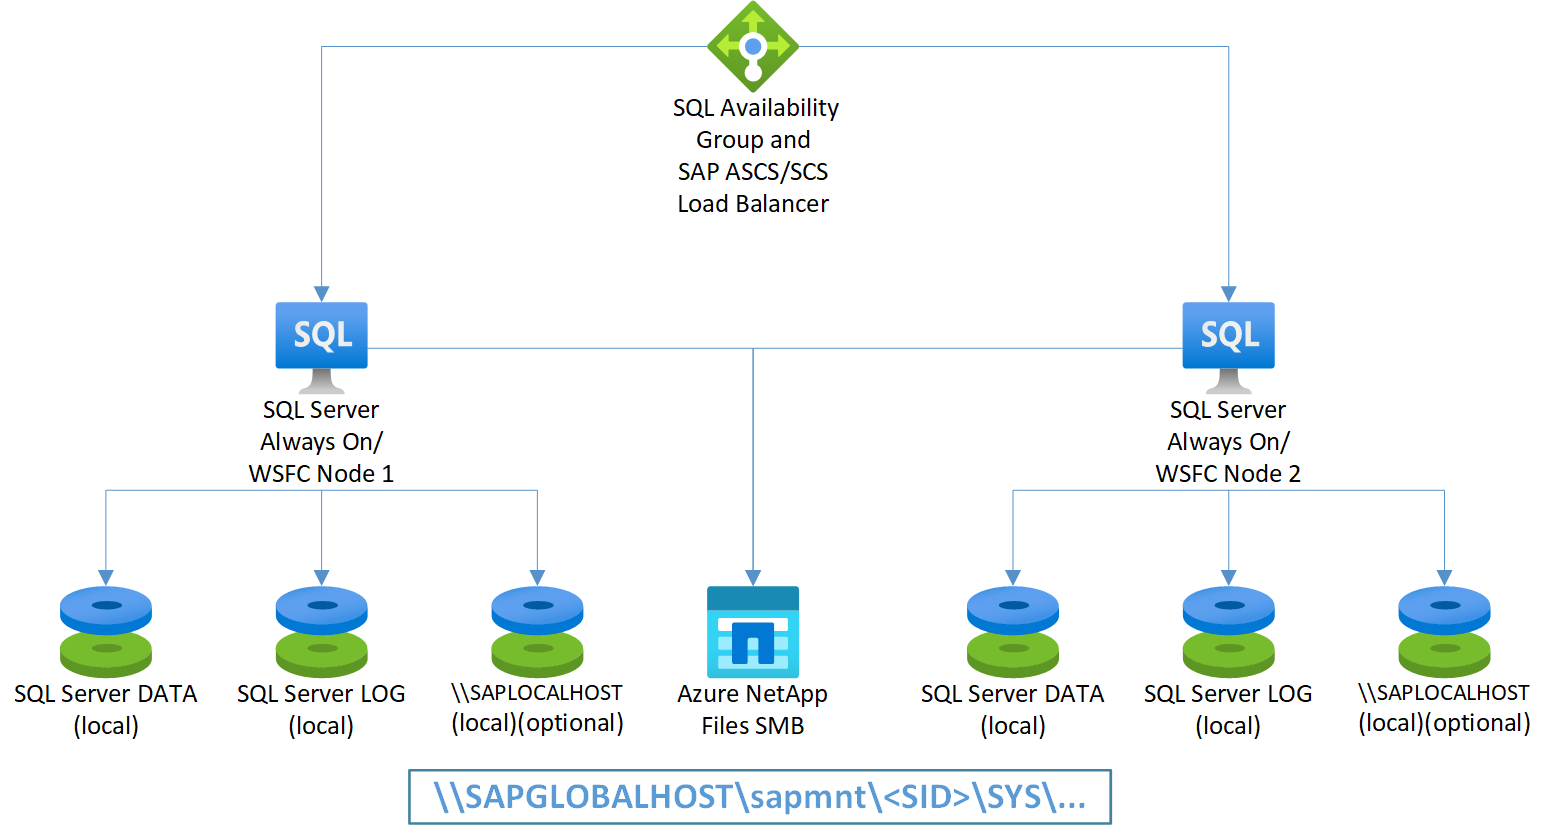 SQL Availability
Group and
SAP ASCS/SCS
Load Balancer
SQL
SQL
SQL Server
Always On/
WSFC Node 1
SQL Server
Always On/
WSFC Node 2
SQL Server DATA
(local)
SQL Server LOG
(local)
\\SAPLOCALHOST
(local)(optional)
Azure NetApp
Files SMB
SQL Server DATA
(local)
SQL Server LOG
(local)
\\SAPLOCALHOST
(local)(optional)
\\SAPGLOBALHOST\sapmnt\<SID>\SYS\...